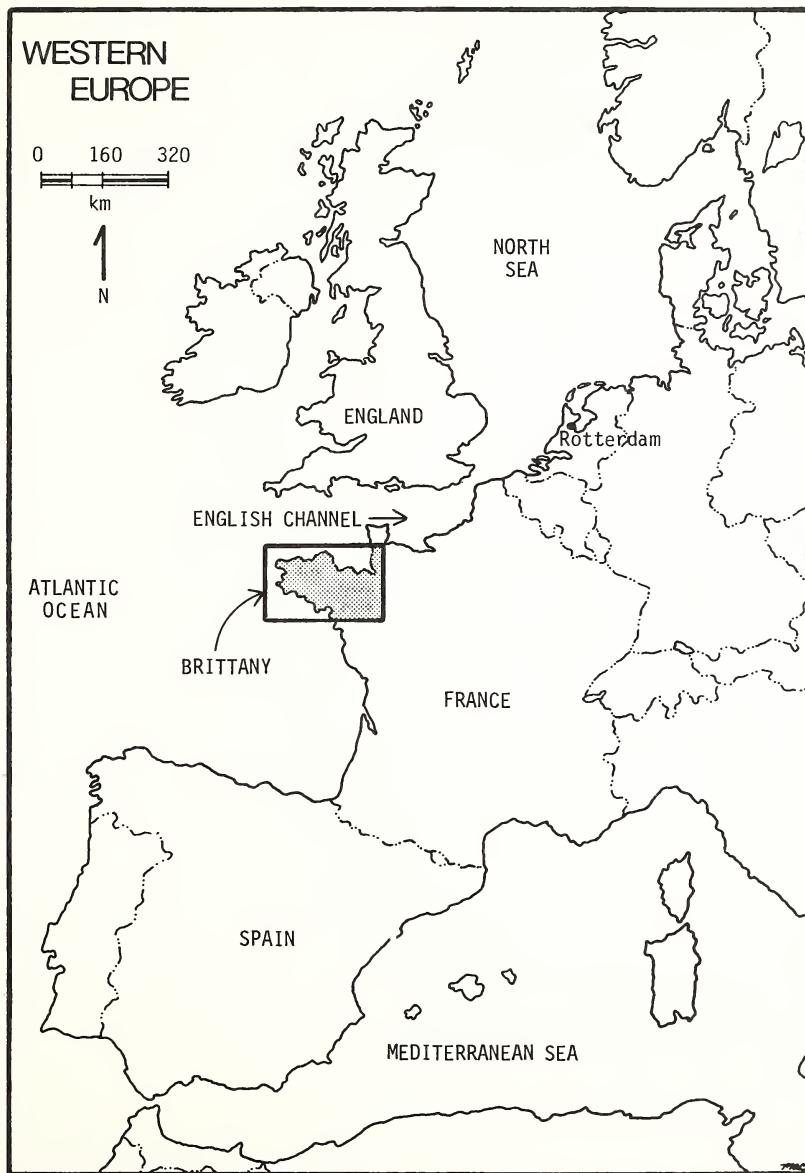 WESTERN
EUROPE
0 160 320
km
N
NORTH
SEA
ENGLAND
Rotterdam
ENGLISH CHANNEL
ATLANTIC
OCEAN
BRITTANY
FRANCE
SPAIN
MEDITERRANEAN SEA